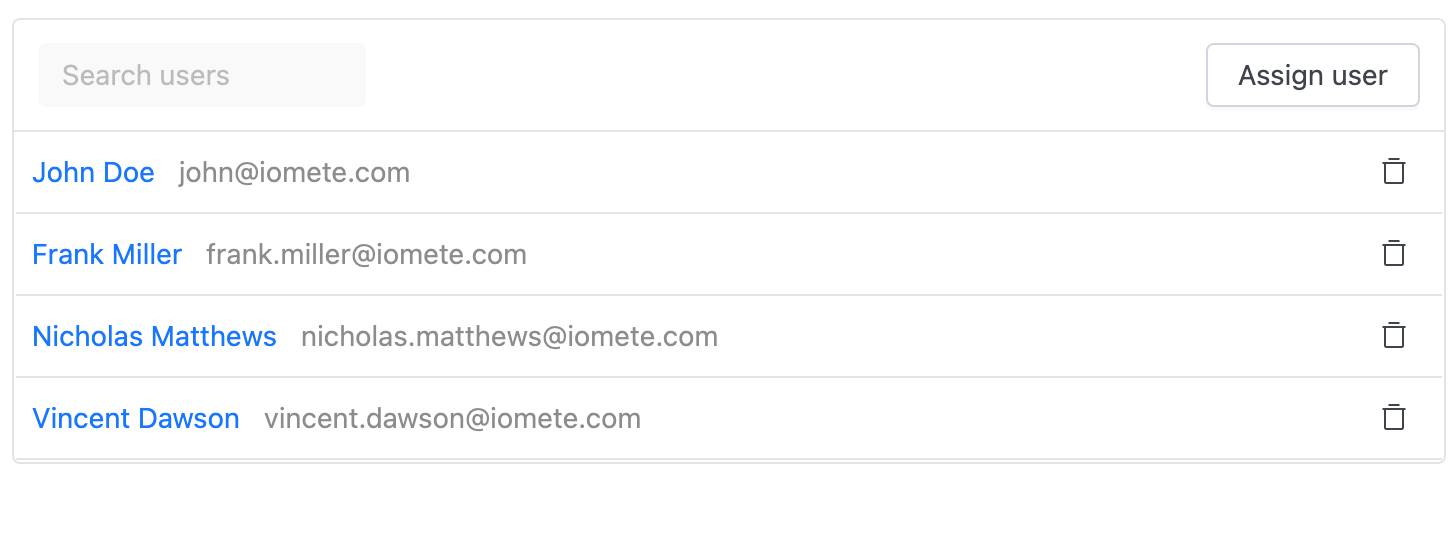 Search users
Assign user
John Doe john@iomete.com
Frank Miller frank.miller@iomete.com
Nicholas Matthews nicholas.matthews@iomete.com
Vincent Dawson vincent.dawson@iomete.com